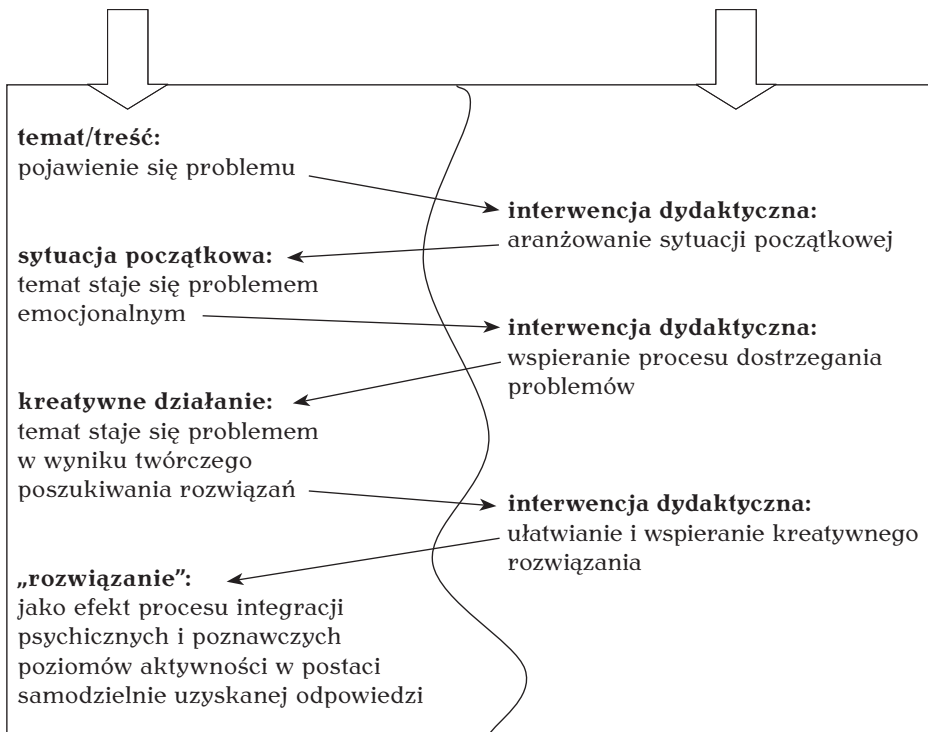 temat/treść:
pojawienie się problemu
interwencja dydaktyczna:
aranżowanie sytuacji początkowej
sytuacja początkowa:
temat staje się problemem
emocjonalnym
interwencja dydaktyczna:
wspieranie procesu dostrzegania
problemów
kreatywne działanie:
temat staje się problemem
w wyniku twórczego
poszukiwania rozwiązań
interwencja dydaktyczna:
ułatwianie i wspieranie kreatywnego
rozwiązania
„rozwiązanie”:
jako efekt procesu integracji
psychicznych i poznawczych
poziomów aktywności w postaci
samodzielnie uzyskanej odpowiedzi